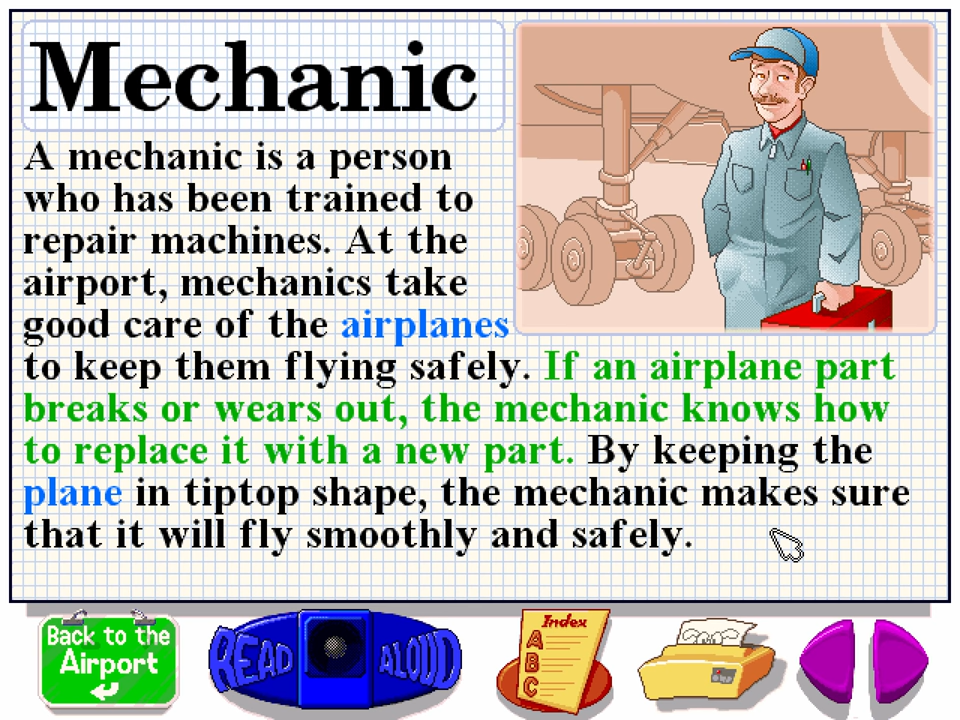 Mechanic
A mechanic is a person
who has been trained to
repair machines. At the
airport, mechanics take
good care of the airplanes
to keep them flying safely. If an airplane part
breaks or wears out, the mechanic knows how
to replace it with a new part. By keeping the
plane in tiptop shape, the mechanic makes sure
that it will fly smoothly and safely.
Back to the
Airport
READ ALOUD
Index
A
B
C